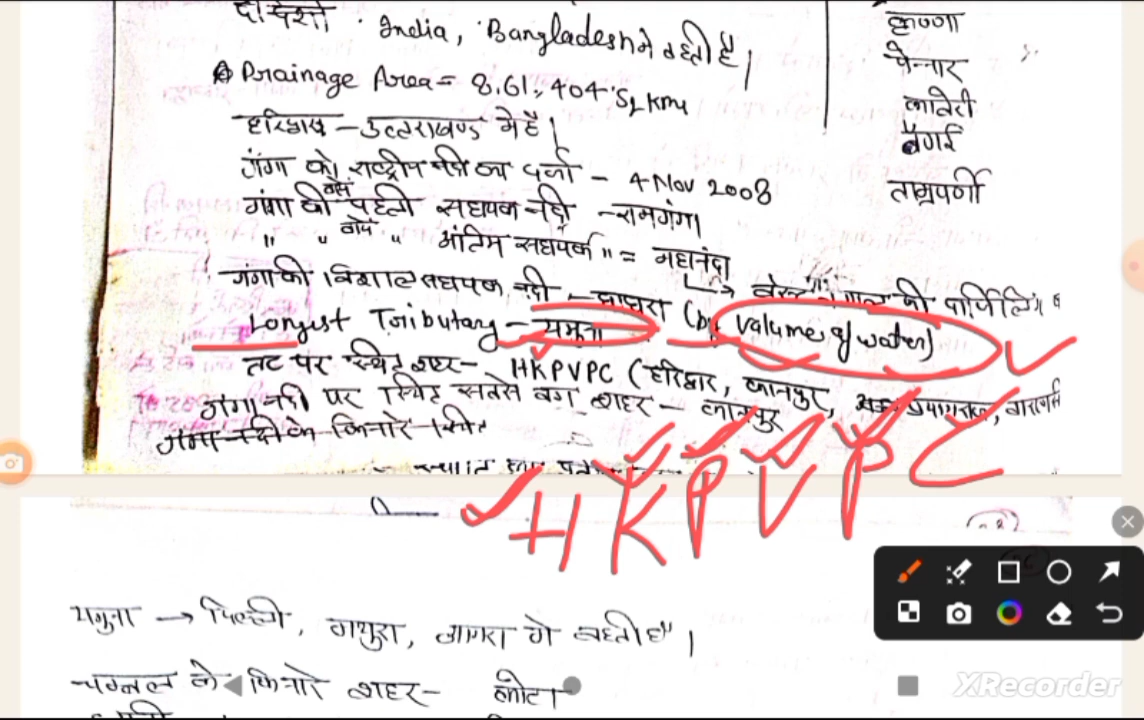 दो देशो India, Bangladesh मे बहती है |
Drainage Area = 8,61,404 Sq km
हरिद्वार - उत्तराखण्ड मे है |
गंगा को राष्ट्रीय नदी का दर्जा - 4 Nov 2008
गंगा की बायें पहली सहायक नदी - रामगंगा
" " बायें " अंतिम सहायक " = महानंदा
गंगा की विशाल सहायक नदी - घाघरा (by Volume of water)
Longest Tributary - यमुना
तट पर स्थित शहर - HKPVPC (हरिद्वार, कानपुर, प्रयागराज,
गंगा नदी पर स्थित सबसे बड़ा शहर - कानपुर
गंगा नदी के किनारे स्थित
कृष्णा
पेन्नार
कावेरी
वैगई
ताम्रपर्णी
H K P V P C
यमुना → दिल्ली, मथुरा, आगरा मे बहती है |
चम्बल के किनारे शहर - कोटा
XRecorder